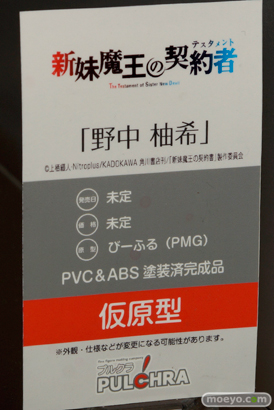 テスタメント
新妹魔王の契約者
The Testament of Sister New Devil
「野中 柚希」
©上栖綴人・Nitroplus/KADOKAWA 角川書店刊/「新妹魔王の契約者」製作委員会
発売日 未定
価格 未定
原型 びーふる（PMG）
PVC＆ABS 塗装済完成品
仮原型
※外観・仕様などが変更になる可能性があります。
プルクラ
PULCHRA
moeyo.com